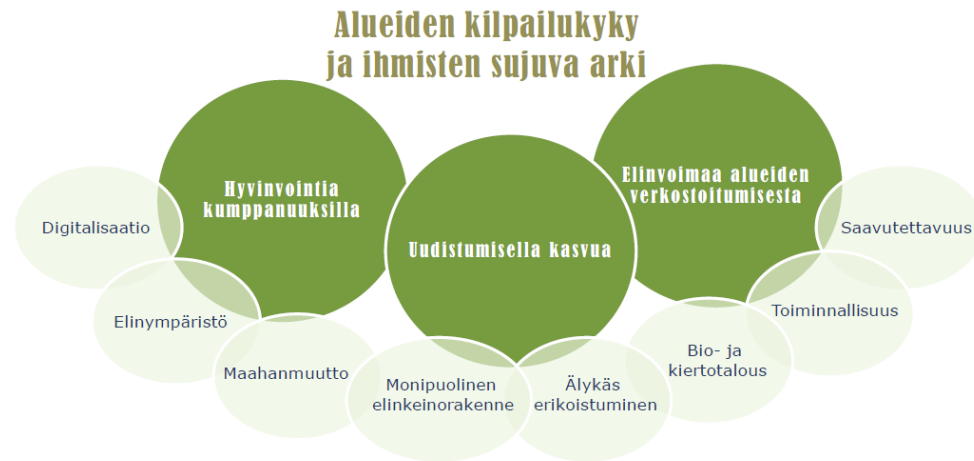 Alueiden kilpailukyky
ja ihmisten sujuva arki
Hyvinvointia
kumppanuuksilla
Uudistumisella kasvua
Elinvoimaa alueiden
verkostoitumisesta
Digitalisaatio
Elinympäristö
Maahanmuutto
Monipuolinen
elinkeinorakenne
Älykäs
erikoistuminen
Bio- ja
kiertotalous
Toiminnallisuus
Saavutettavuus